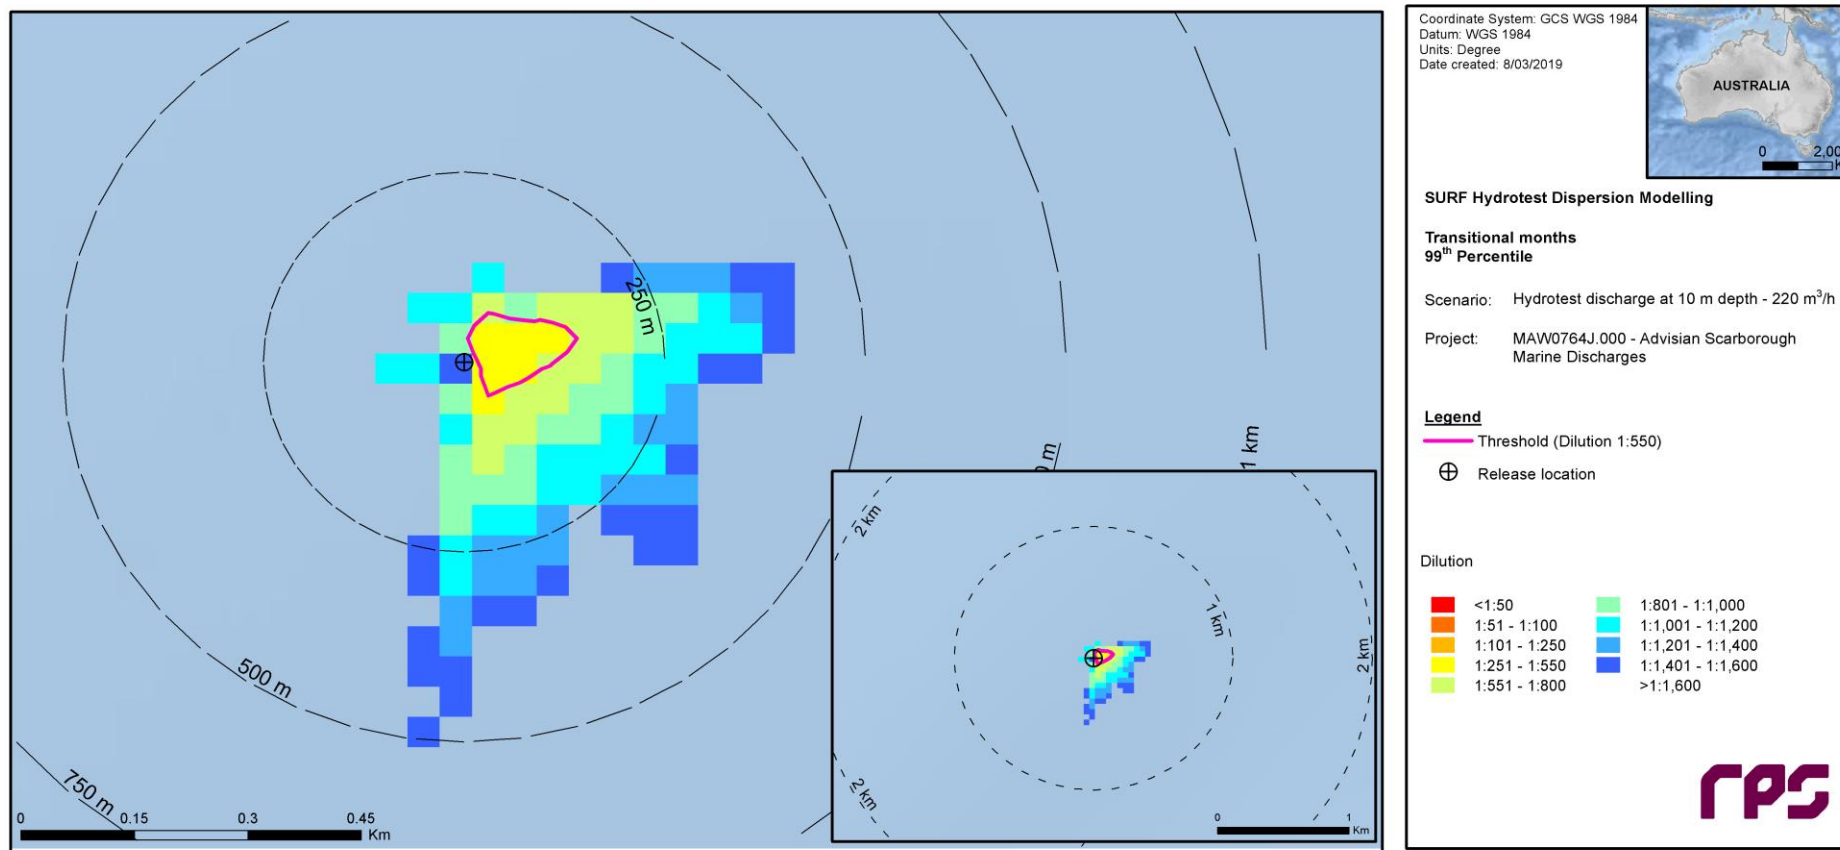 250 m
500 m
750 m
0 m
1 km
0 0.15 0.3 0.45
Km
2 km
1 km
2 km
2 km
0 1
Km
Coordinate System: GCS WGS 1984
Datum: WGS 1984
Units: Degree
Date created: 8/03/2019
AUSTRALIA
0 2,00
K
SURF Hydrotest Dispersion Modelling
Transitional months
99th Percentile
Scenario: Hydrotest discharge at 10 m depth - 220 m³/h
Project: MAW0764J.000 - Advisian Scarborough
Marine Discharges
Legend
Threshold (Dilution 1:550)
Release location
Dilution
<1:50
1:51 - 1:100
1:101 - 1:250
1:251 - 1:550
1:551 - 1:800
1:801 - 1:1,000
1:1,001 - 1:1,200
1:1,201 - 1:1,400
1:1,401 - 1:1,600
>1:1,600
rps